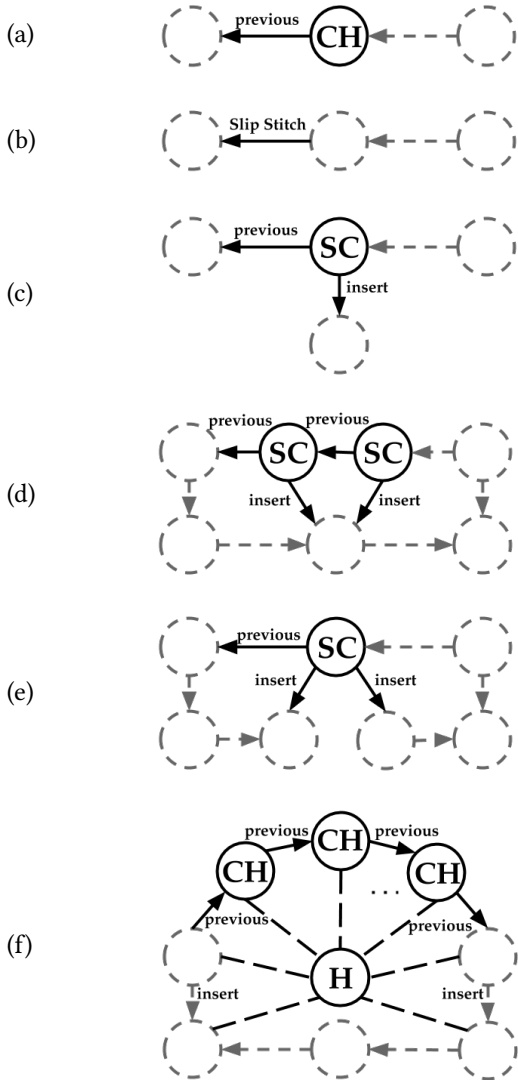 (a)
previous
CH
(b)
Slip Stitch
(c)
previous
SC
insert
(d)
previous previous
SC SC
insert insert
(e)
previous
SC
insert insert
(f)
previous CH previous
CH ... CH
previous previous
H
insert insert